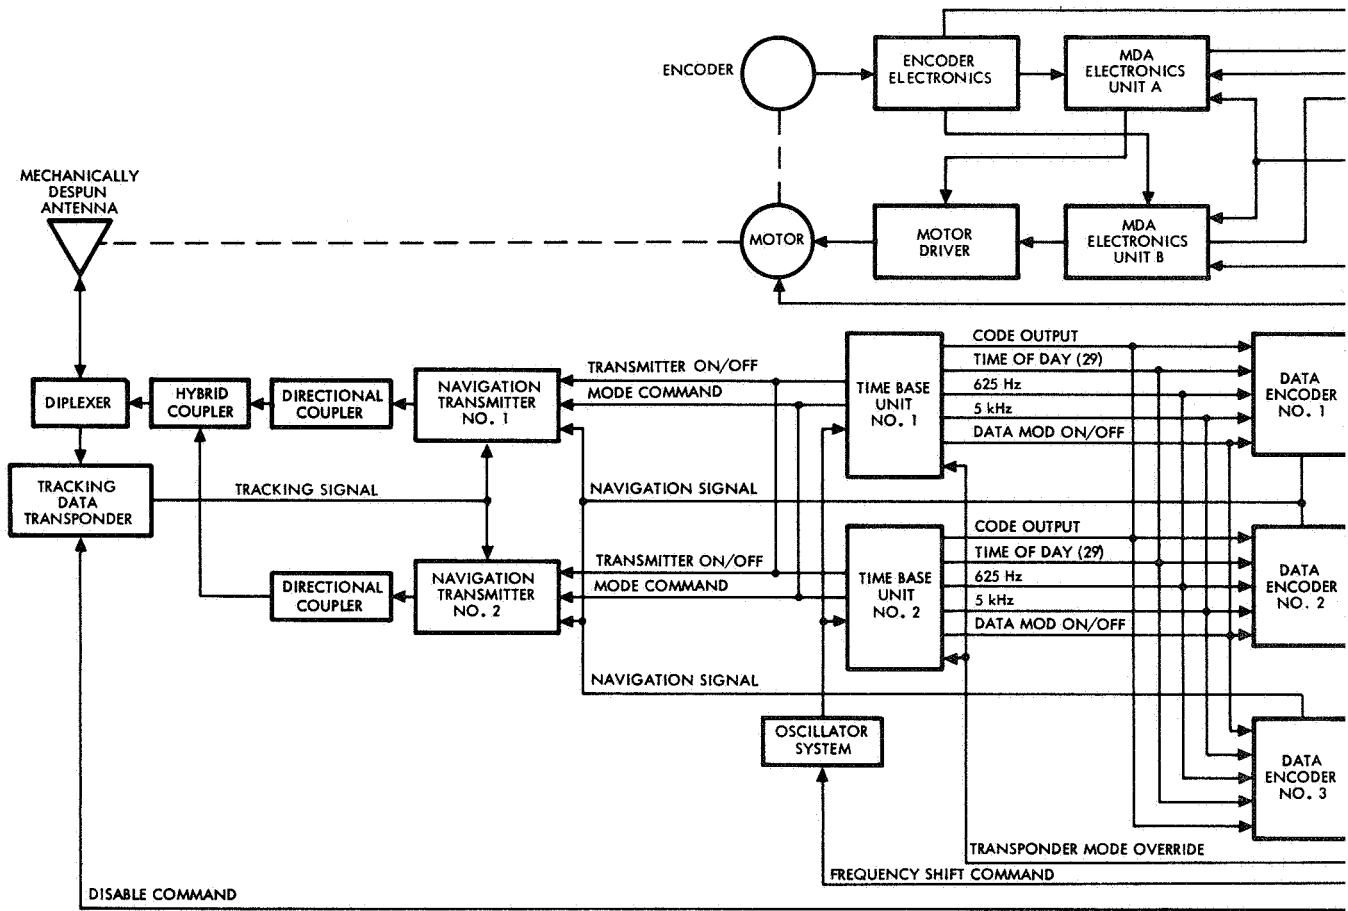 ENCODER
ENCODER
ELECTRONICS
MDA
ELECTRONICS
UNIT A
MECHANICALLY
DESPUN
ANTENNA
MOTOR
MOTOR
DRIVER
MDA
ELECTRONICS
UNIT B
DIPLEXER
HYBRID
COUPLER
DIRECTIONAL
COUPLER
NAVIGATION
TRANSMITTER
NO. 1
TRANSMITTER ON/OFF
MODE COMMAND
TIME BASE
UNIT
NO. 1
CODE OUTPUT
TIME OF DAY (29)
625 Hz
5 kHz
DATA MOD ON/OFF
DATA
ENCODER
NO. 1
TRACKING
DATA
TRANSPONDER
TRACKING SIGNAL
NAVIGATION SIGNAL
DIRECTIONAL
COUPLER
NAVIGATION
TRANSMITTER
NO. 2
TRANSMITTER ON/OFF
MODE COMMAND
TIME BASE
UNIT
NO. 2
CODE OUTPUT
TIME OF DAY (29)
625 Hz
5 kHz
DATA MOD ON/OFF
DATA
ENCODER
NO. 2
NAVIGATION SIGNAL
OSCILLATOR
SYSTEM
DATA
ENCODER
NO. 3
TRANSPONDER MODE OVERRIDE
FREQUENCY SHIFT COMMAND
DISABLE COMMAND